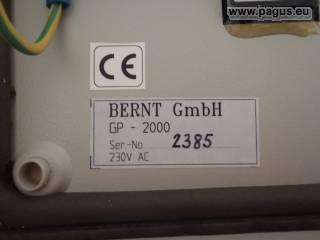 www.pagus.eu
CE
BERNT GmbH
GP - 2000
Ser-No. 2385
230V AC